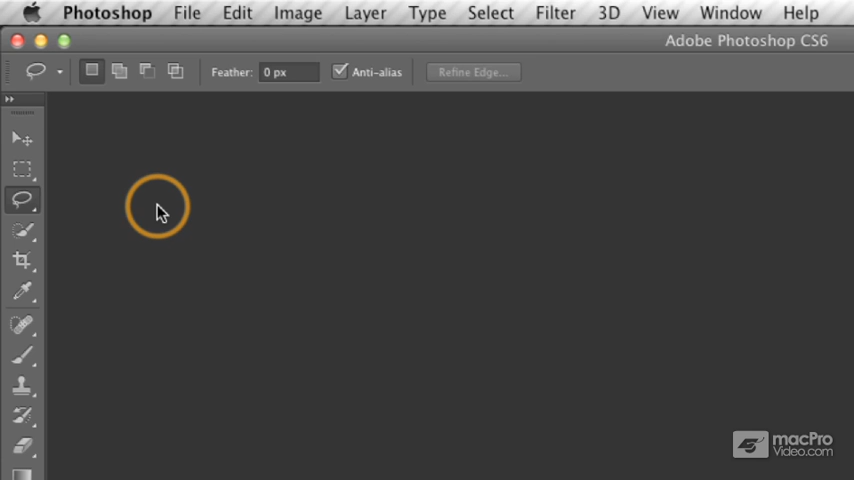 Photoshop File Edit Image Layer Type Select Filter 3D View Window Help
Adobe Photoshop CS6
Feather: 0 px Anti-alias Refine Edge...
macPro
Video.com